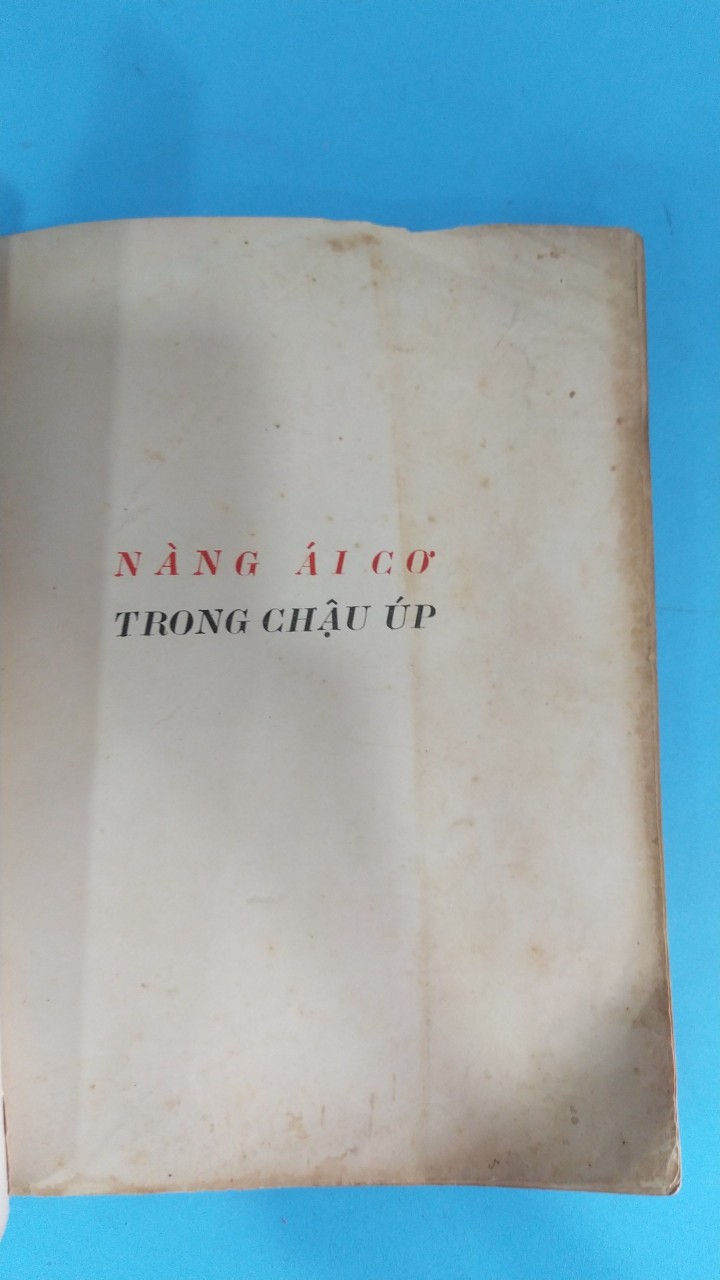 NÀNG ÁI CƠ
TRONG CHẬU ÚP